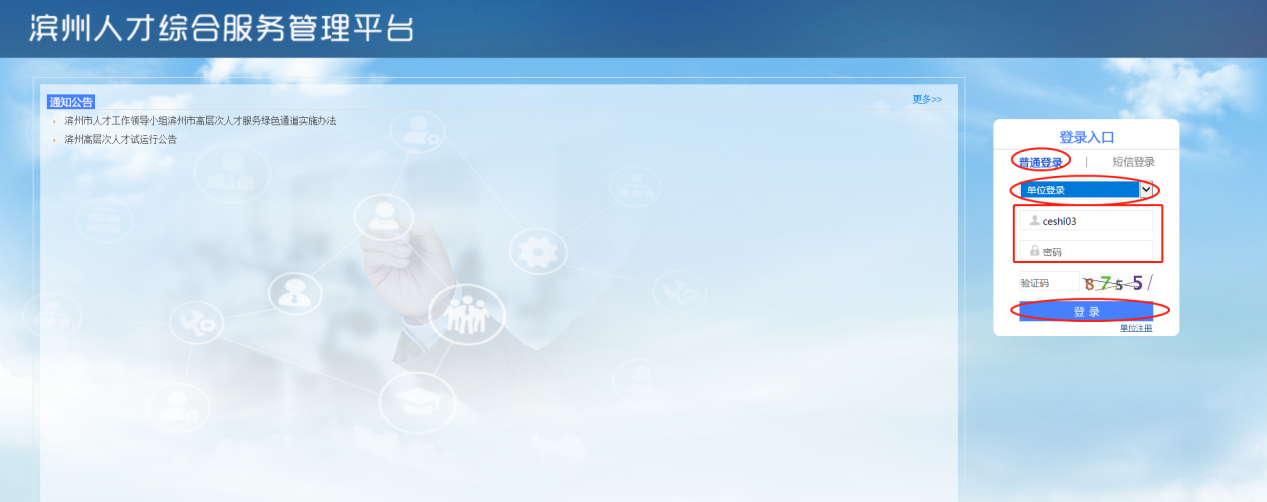 滨州人才综合服务管理平台
通知公告
更多>>
滨州市人才工作领导小组滨州市高层次人才服务绿色通道实施办法
滨州高层次人才试运行公告
登录入口
普通登录 | 短信登录
单位登录
ceshi03
密码
验证码 8755
登 录
单位注册